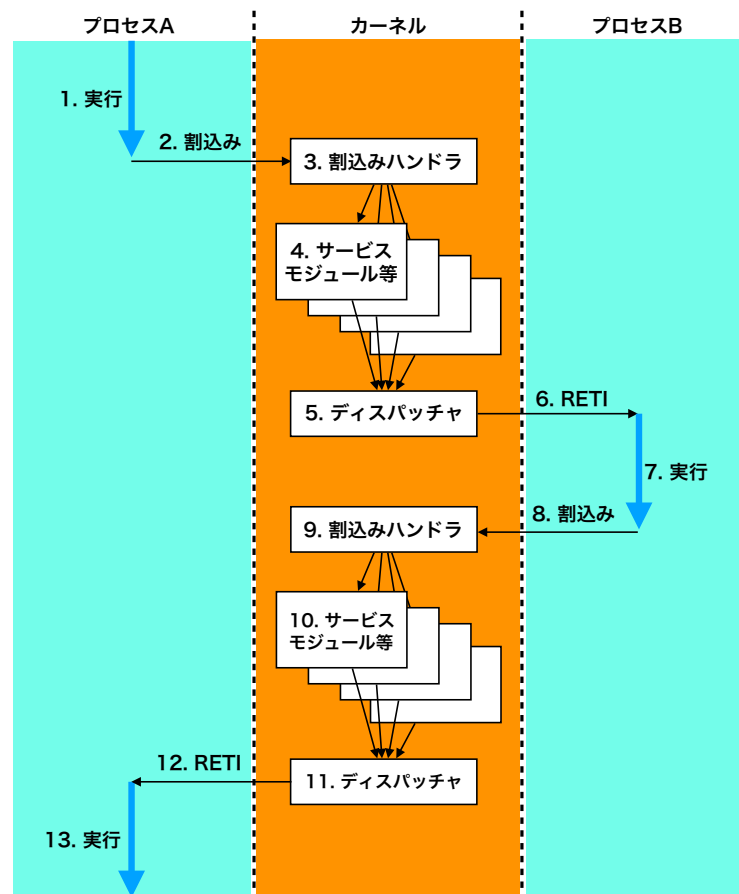 プロセスA
カーネル
プロセスB
1. 実行
2. 割込み
3. 割込みハンドラ
4. サービス
モジュール等
5. ディスパッチャ
6. RETI
7. 実行
8. 割込み
9. 割込みハンドラ
10. サービス
モジュール等
12. RETI
11. ディスパッチャ
13. 実行